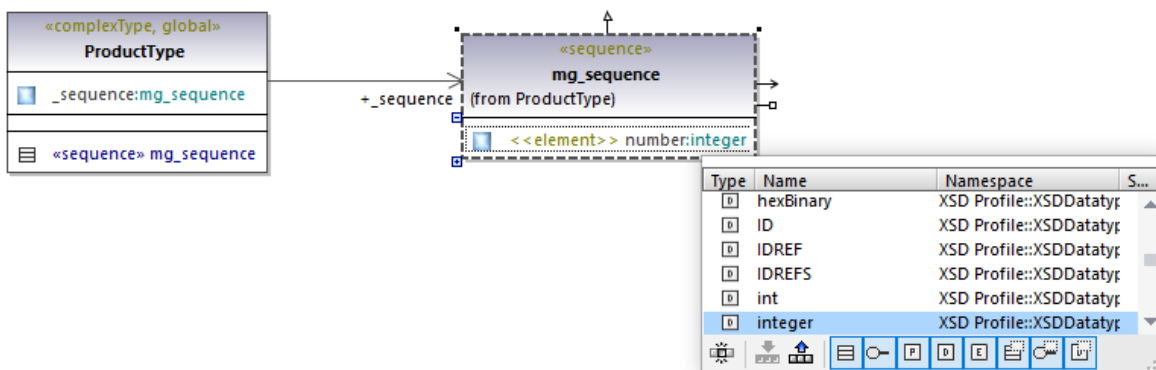 «complexType, global»
ProductType
_sequence:mg_sequence
«sequence» mg_sequence
+_sequence
«sequence»
mg_sequence
(from ProductType)
<<element>> number:integer
Type Name Namespace S...
hexBinary XSD Profile::XSDDatatyp
ID XSD Profile::XSDDatatyp
IDREF XSD Profile::XSDDatatyp
IDREFS XSD Profile::XSDDatatyp
int XSD Profile::XSDDatatyp
integer XSD Profile::XSDDatatyp